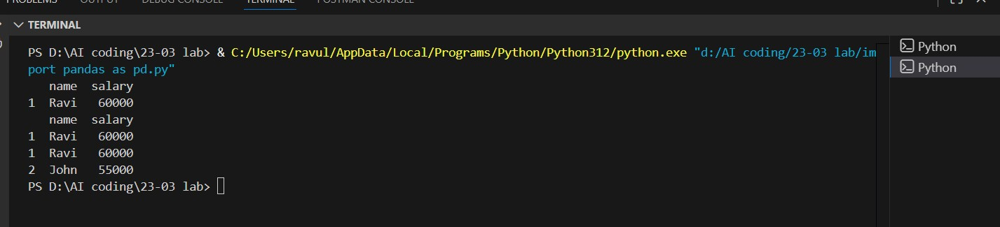 PROBLEMS OUTPUT DEBUG CONSOLE TERMINAL POSTMAN CONSOLE
TERMINAL
PS D:\AI coding\23-03 lab> & C:/Users/ravul/AppData/Local/Programs/Python/Python312/python.exe "d:/AI coding/23-03 lab/im
port pandas as pd.py"
   name  salary
1  Ravi   60000
   name  salary
1  Ravi   60000
1  Ravi   60000
2  John   55000
PS D:\AI coding\23-03 lab>
Python
Python